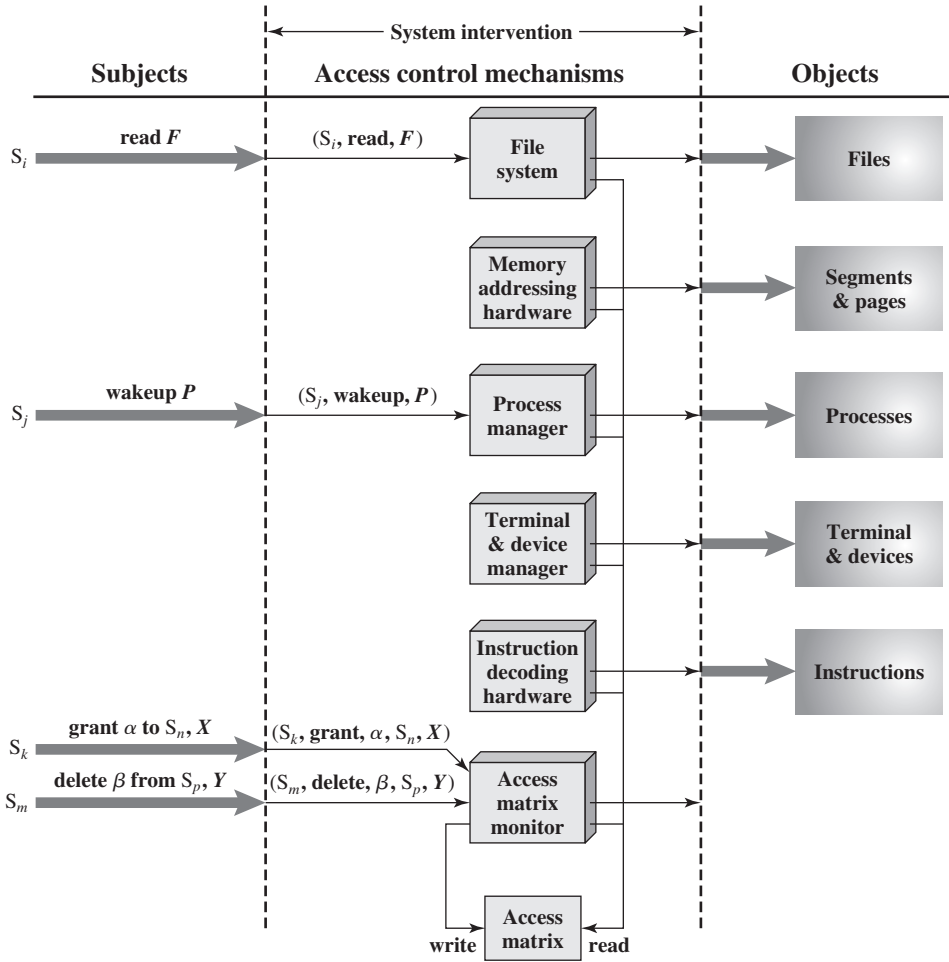 System intervention
Subjects
Access control mechanisms
Objects
Sᵢ
read F
(Sᵢ, read, F)
File
system
Files
Memory
addressing
hardware
Segments
& pages
Sⱼ
wakeup P
(Sⱼ, wakeup, P)
Process
manager
Processes
Terminal
& device
manager
Terminal
& devices
Instruction
decoding
hardware
Instructions
Sₖ
grant α to Sₙ, X
(Sₖ, grant, α, Sₙ, X)
Sₘ
delete β from Sₚ, Y
(Sₘ, delete, β, Sₚ, Y)
Access
matrix
monitor
write
Access
matrix
read